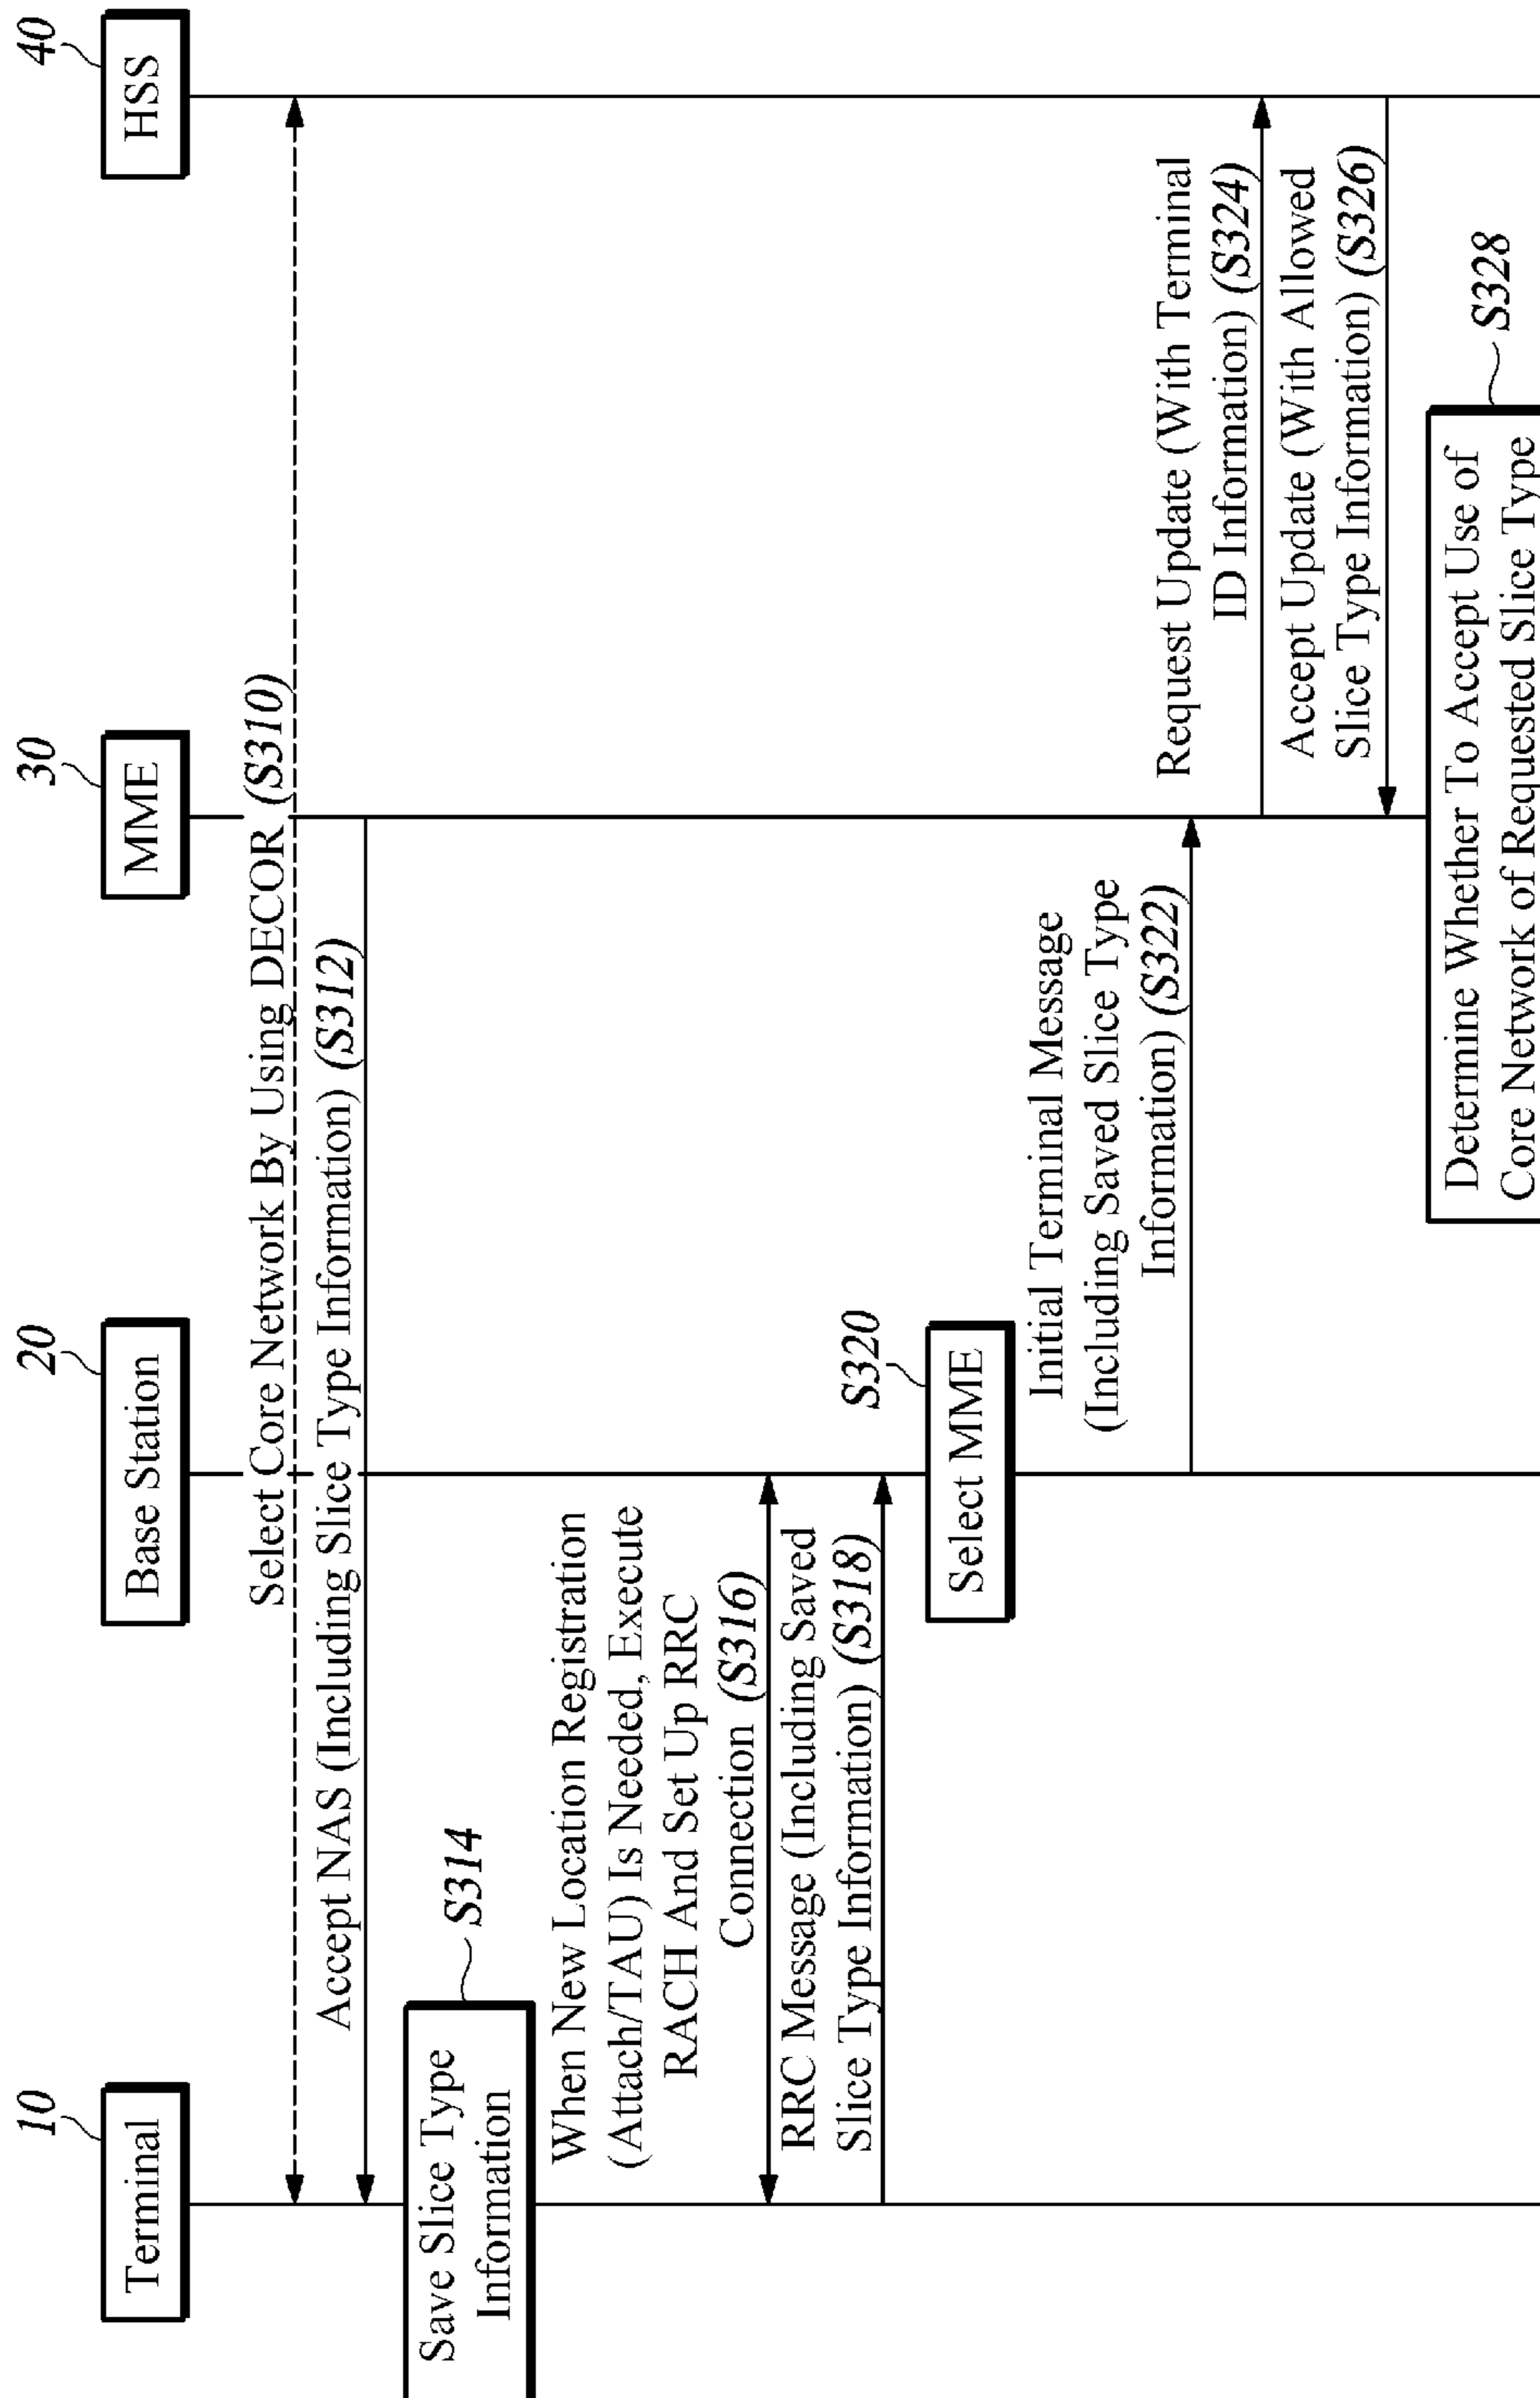 10
Terminal
20
Base Station
30
MME
40
HSS
Select Core Network By Using DECOR (S310)
Accept NAS (Including Slice Type Information) (S312)
Save Slice Type
Information
S314
When New Location Registration
(Attach/TAU) Is Needed, Execute
RACH And Set Up RRC
Connection (S316)
RRC Message (Including Saved
Slice Type Information) (S318)
S320
Select MME
Initial Terminal Message
(Including Saved Slice Type
Information) (S322)
Request Update (With Terminal
ID Information) (S324)
Accept Update (With Allowed
Slice Type Information) (S326)
S328
Determine Whether To Accept Use of
Core Network of Requested Slice Type